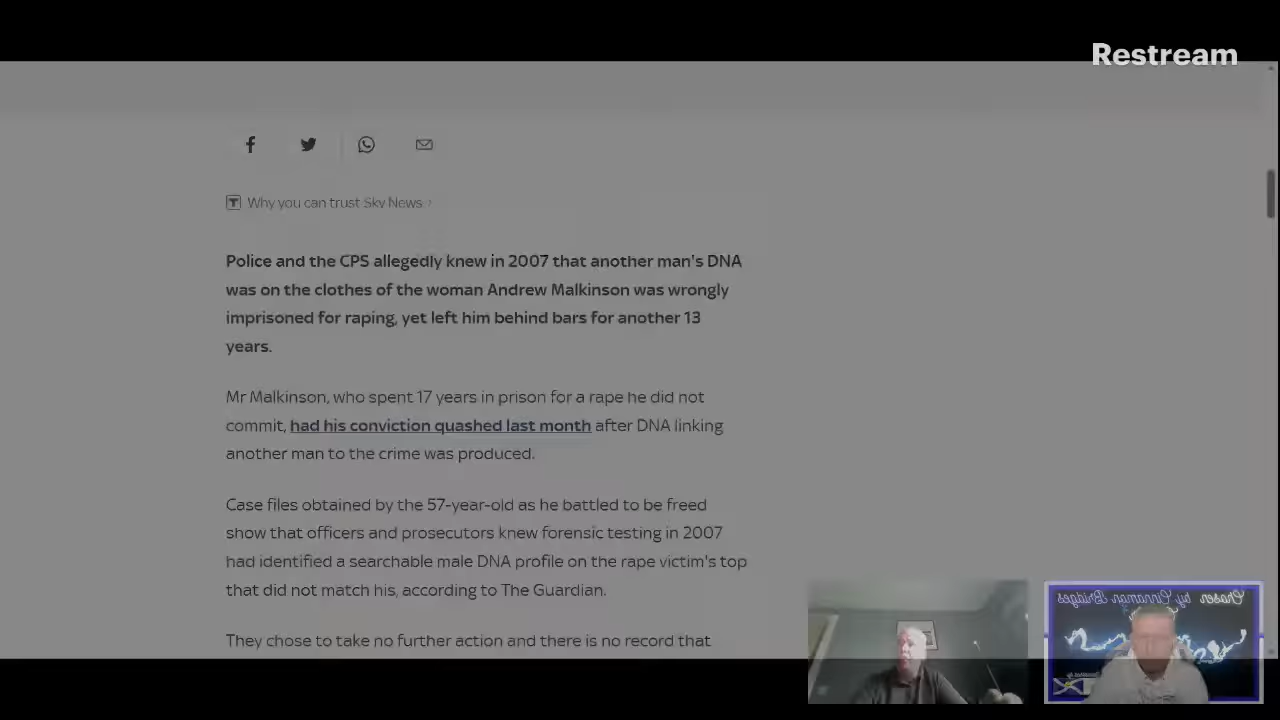 Restream
Why you can trust Sky News
Police and the CPS allegedly knew in 2007 that another man's DNA
was on the clothes of the woman Andrew Malkinson was wrongly
imprisoned for raping, yet left him behind bars for another 13
years.
Mr Malkinson, who spent 17 years in prison for a rape he did not
commit, had his conviction quashed last month after DNA linking
another man to the crime was produced.
Case files obtained by the 57-year-old as he battled to be freed
show that officers and prosecutors knew forensic testing in 2007
had identified a searchable male DNA profile on the rape victim's top
that did not match his, according to The Guardian.
They chose to take no further action and there is no record that
Chaser by Cinnamon Bridges